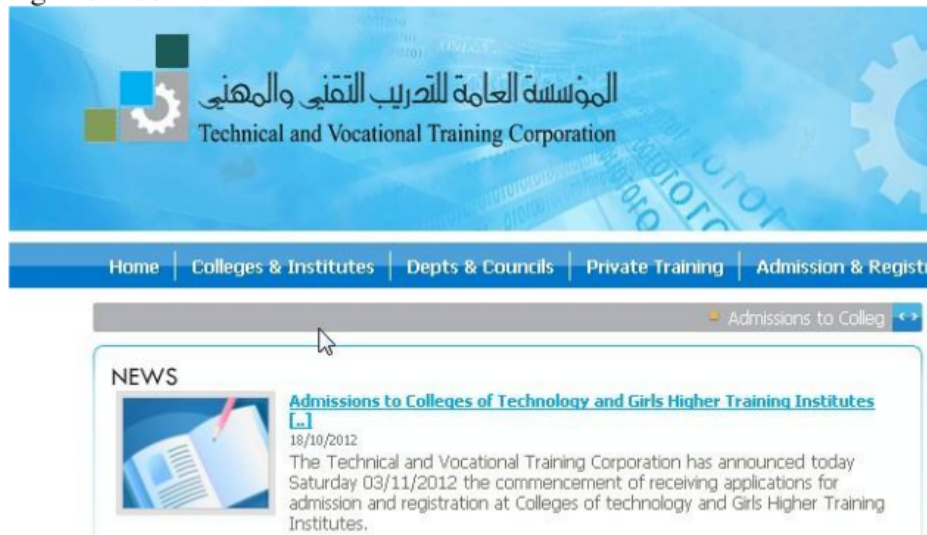 المؤسسة العامة للتدريب التقني والمهني
Technical and Vocational Training Corporation
Home
Colleges & Institutes
Depts & Councils
Private Training
Admission & Regist
Admissions to Colleg
NEWS
Admissions to Colleges of Technology and Girls Higher Training Institutes
[..]
18/10/2012
The Technical and Vocational Training Corporation has announced today
Saturday 03/11/2012 the commencement of receiving applications for
admission and registration at Colleges of technology and Girls Higher Training
Institutes.